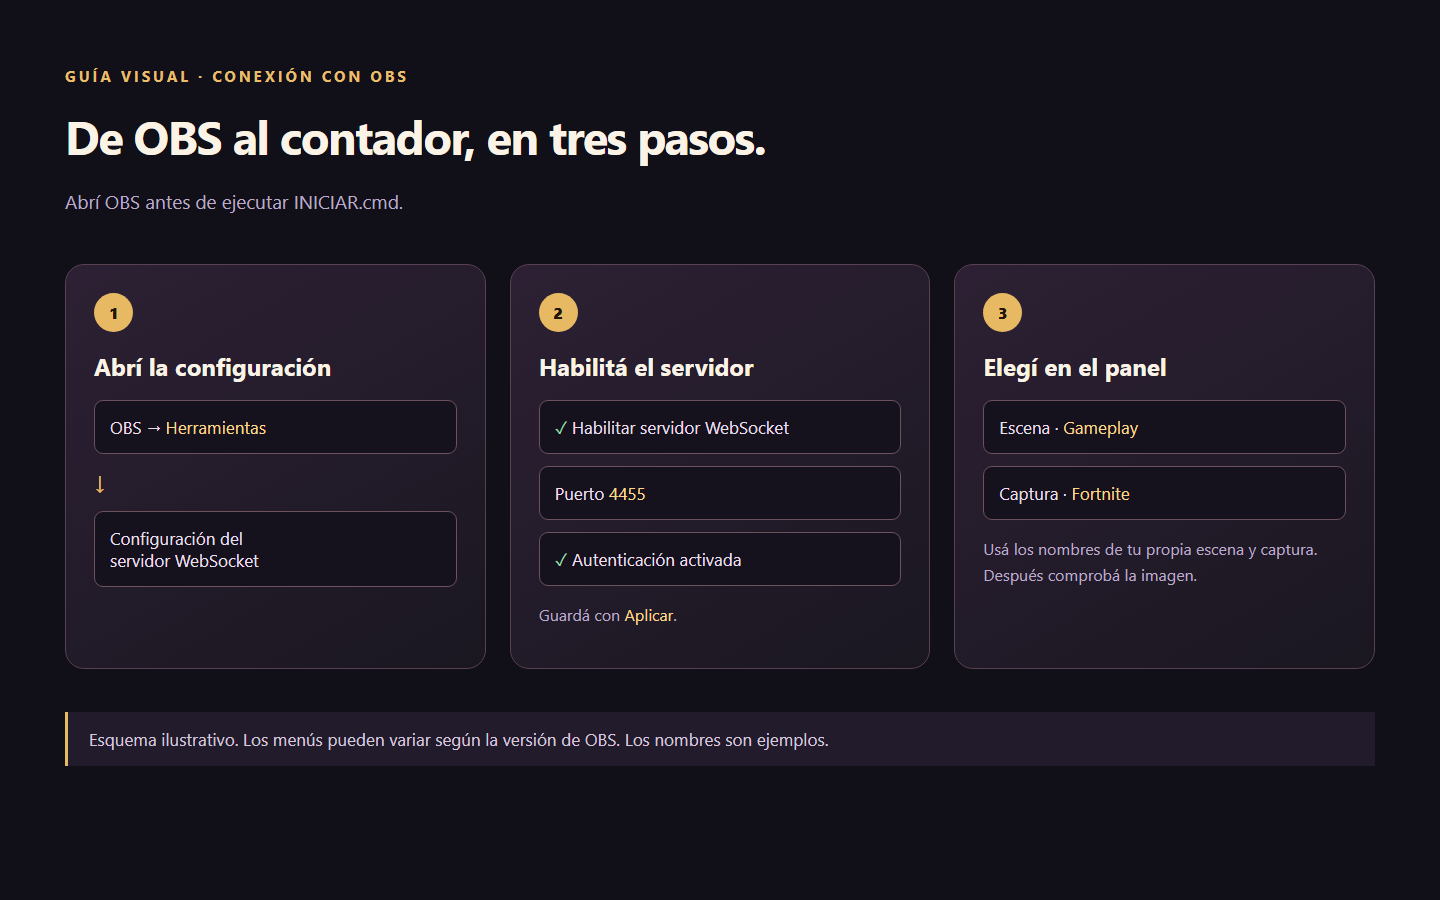 GUÍA VISUAL · CONEXIÓN CON OBS
De OBS al contador, en tres pasos.
Abrí OBS antes de ejecutar INICIAR.cmd.
1
Abrí la configuración
OBS → Herramientas
↓
Configuración del
servidor WebSocket
2
Habilitá el servidor
✓ Habilitar servidor WebSocket
Puerto 4455
✓ Autenticación activada
Guardá con Aplicar.
3
Elegí en el panel
Escena · Gameplay
Captura · Fortnite
Usá los nombres de tu propia escena y captura.
Después comprobá la imagen.
Esquema ilustrativo. Los menús pueden variar según la versión de OBS. Los nombres son ejemplos.